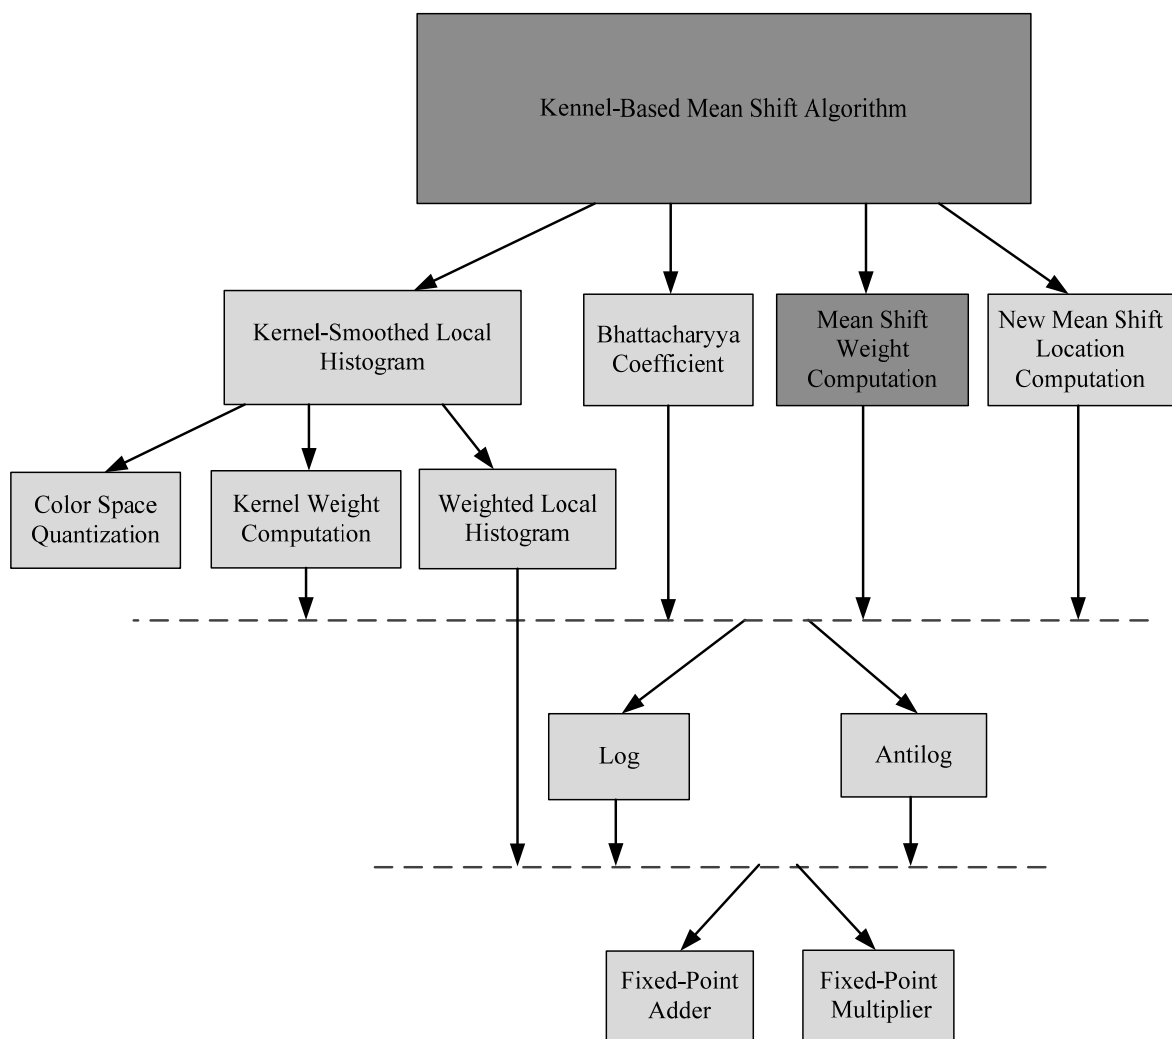 Kennel-Based Mean Shift Algorithm
Kernel-Smoothed Local
Histogram
Bhattacharyya
Coefficient
Mean Shift
Weight
Computation
New Mean Shift
Location
Computation
Color Space
Quantization
Kernel Weight
Computation
Weighted Local
Histogram
Log
Antilog
Fixed-Point
Adder
Fixed-Point
Multiplier